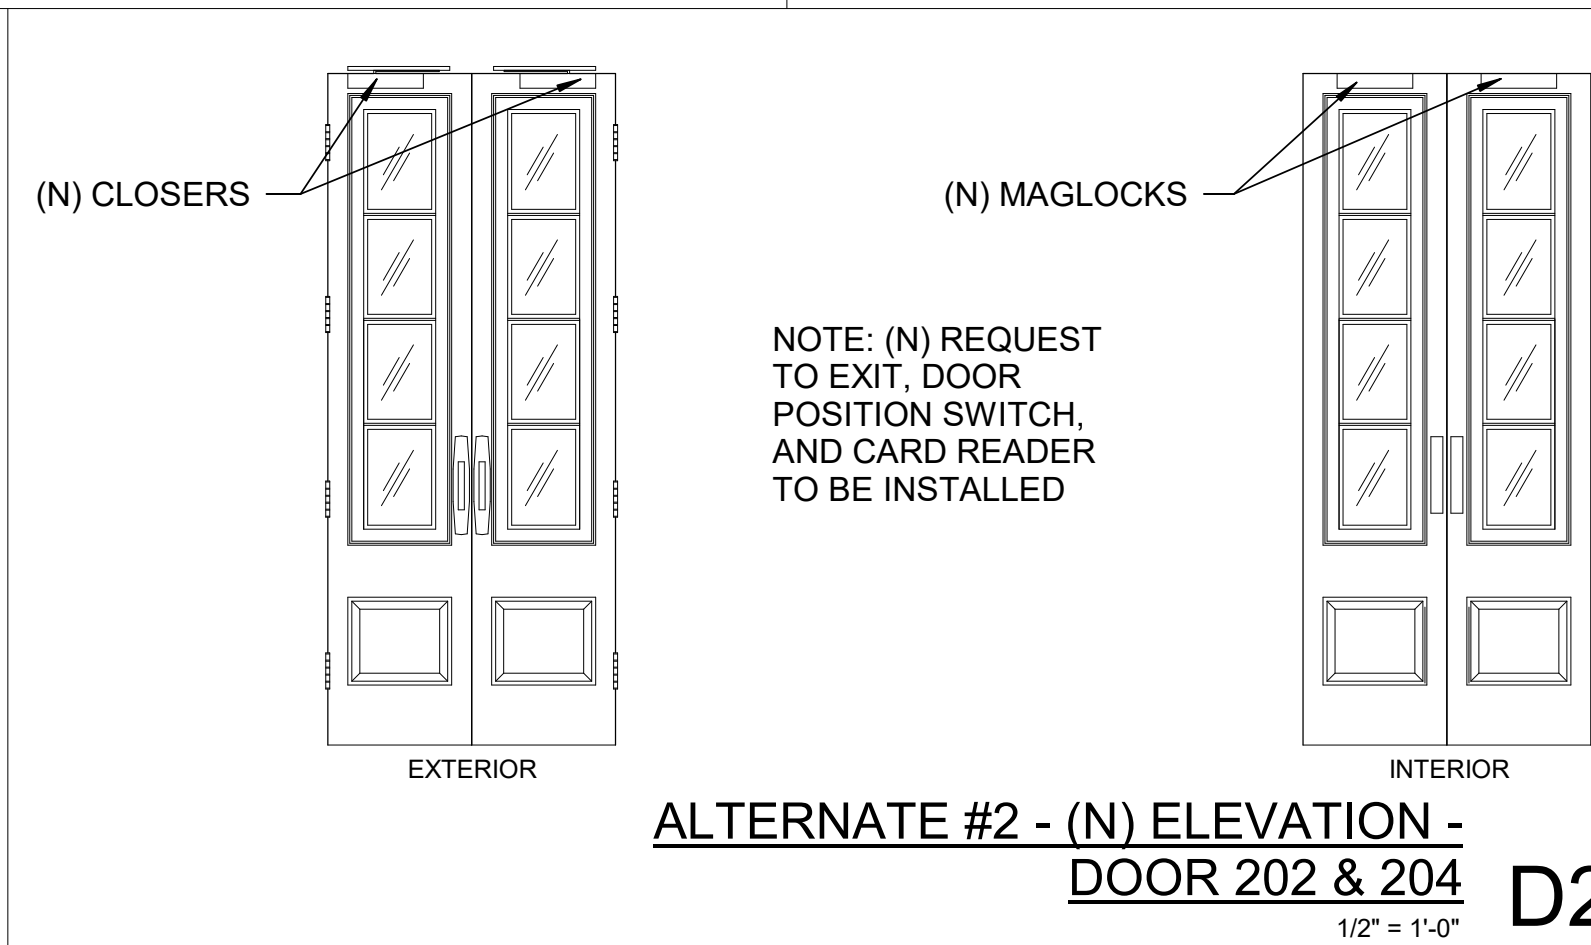 (N) CLOSERS
(N) MAGLOCKS
NOTE: (N) REQUEST
TO EXIT, DOOR
POSITION SWITCH,
AND CARD READER
TO BE INSTALLED
EXTERIOR
INTERIOR
ALTERNATE #2 - (N) ELEVATION -
DOOR 202 & 204
1/2" = 1'-0"
D2